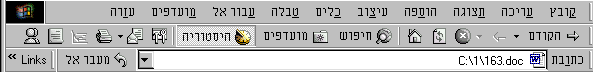 קובץ עריכה תצוגה הוספה עיצוב כלים טבלה עבור אל מועדפים עזרה
הקודם חיפוש מועדפים היסטוריה
כתובת C:\1\163.doc מעבר אל Links »